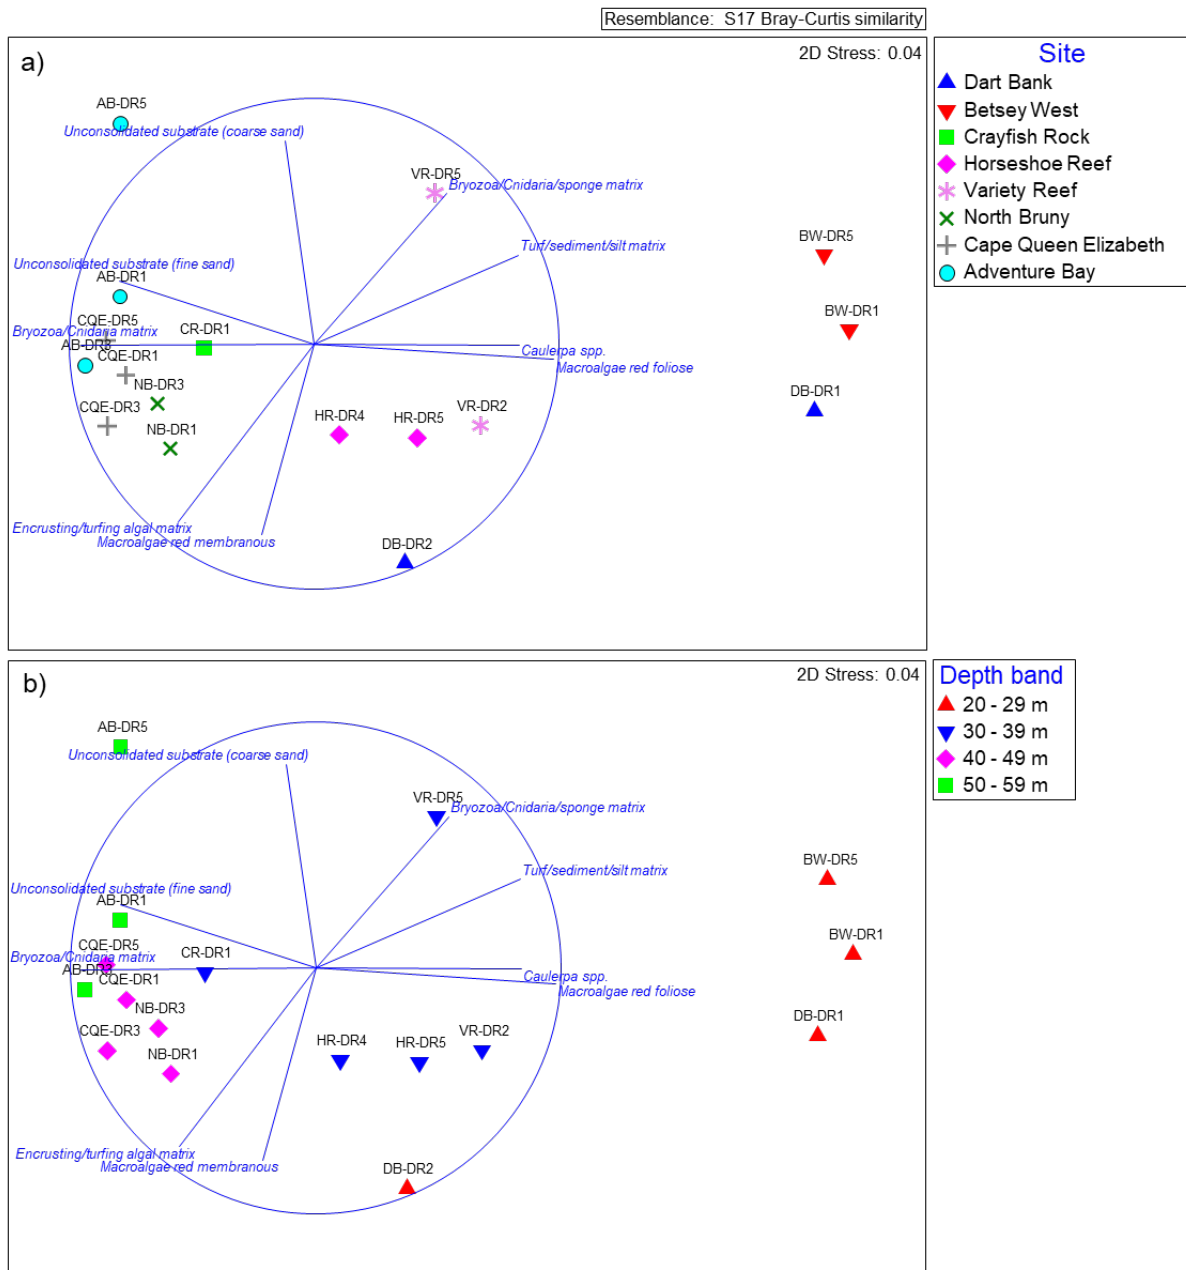 Resemblance: S17 Bray-Curtis similarity
a)
2D Stress: 0.04
AB-DR5
Unconsolidated substrate (coarse sand)
VR-DR5
Bryozoa/Cnidaria/sponge matrix
BW-DR5
Turf/sediment/silt matrix
Unconsolidated substrate (fine sand)
AB-DR1
BW-DR1
CQE-DR5
Bryozoa/Cnidaria matrix
CR-DR1
AB-DR3
Caulerpa spp.
CQE-DR1
Macroalgae red foliose
NB-DR3
DB-DR1
CQE-DR3
HR-DR4
HR-DR5
VR-DR2
NB-DR1
Encrusting/turfing algal matrix
Macroalgae red membranous
DB-DR2
Site
Dart Bank
Betsey West
Crayfish Rock
Horseshoe Reef
Variety Reef
North Bruny
Cape Queen Elizabeth
Adventure Bay
b)
2D Stress: 0.04
AB-DR5
Unconsolidated substrate (coarse sand)
VR-DR5
Bryozoa/Cnidaria/sponge matrix
BW-DR5
Turf/sediment/silt matrix
Unconsolidated substrate (fine sand)
AB-DR1
BW-DR1
CQE-DR5
Bryozoa/Cnidaria matrix
CR-DR1
AB-DR3
Caulerpa spp.
CQE-DR1
Macroalgae red foliose
NB-DR3
DB-DR1
CQE-DR3
HR-DR4
HR-DR5
VR-DR2
NB-DR1
Encrusting/turfing algal matrix
Macroalgae red membranous
DB-DR2
Depth band
20 - 29 m
30 - 39 m
40 - 49 m
50 - 59 m